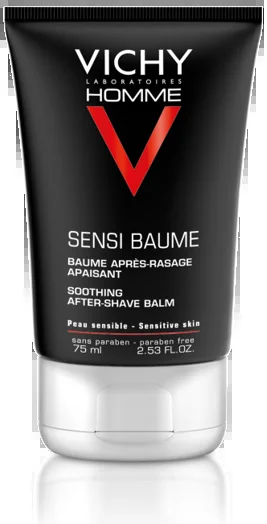 VICHY
LABORATOIRES
HOMME
SENSI BAUME
BAUME APRÈS-RASAGE
APAISANT
SOOTHING
AFTER-SHAVE BALM
Peau sensible - Sensitive skin
sans paraben - paraben free
75 ml 2.53 FL.OZ.